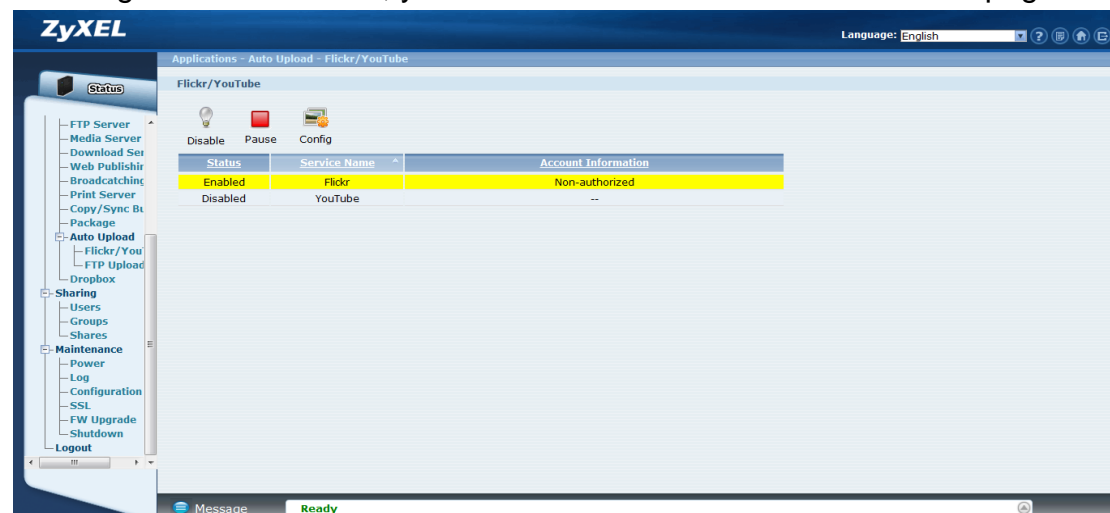 ZyXEL
Language: English
Applications - Auto Upload - Flickr/YouTube
Status
Flickr/YouTube
Disable Pause Config
Status Service Name Account Information
Enabled Flickr Non-authorized
Disabled YouTube --
FTP Server
Media Server
Download Ser
Web Publishin
Broadcatching
Print Server
Copy/Sync Bu
Package
Auto Upload
Flickr/You
FTP Upload
Dropbox
Sharing
Users
Groups
Shares
Maintenance
Power
Log
Configuration
SSL
FW Upgrade
Shutdown
Logout
Message Ready